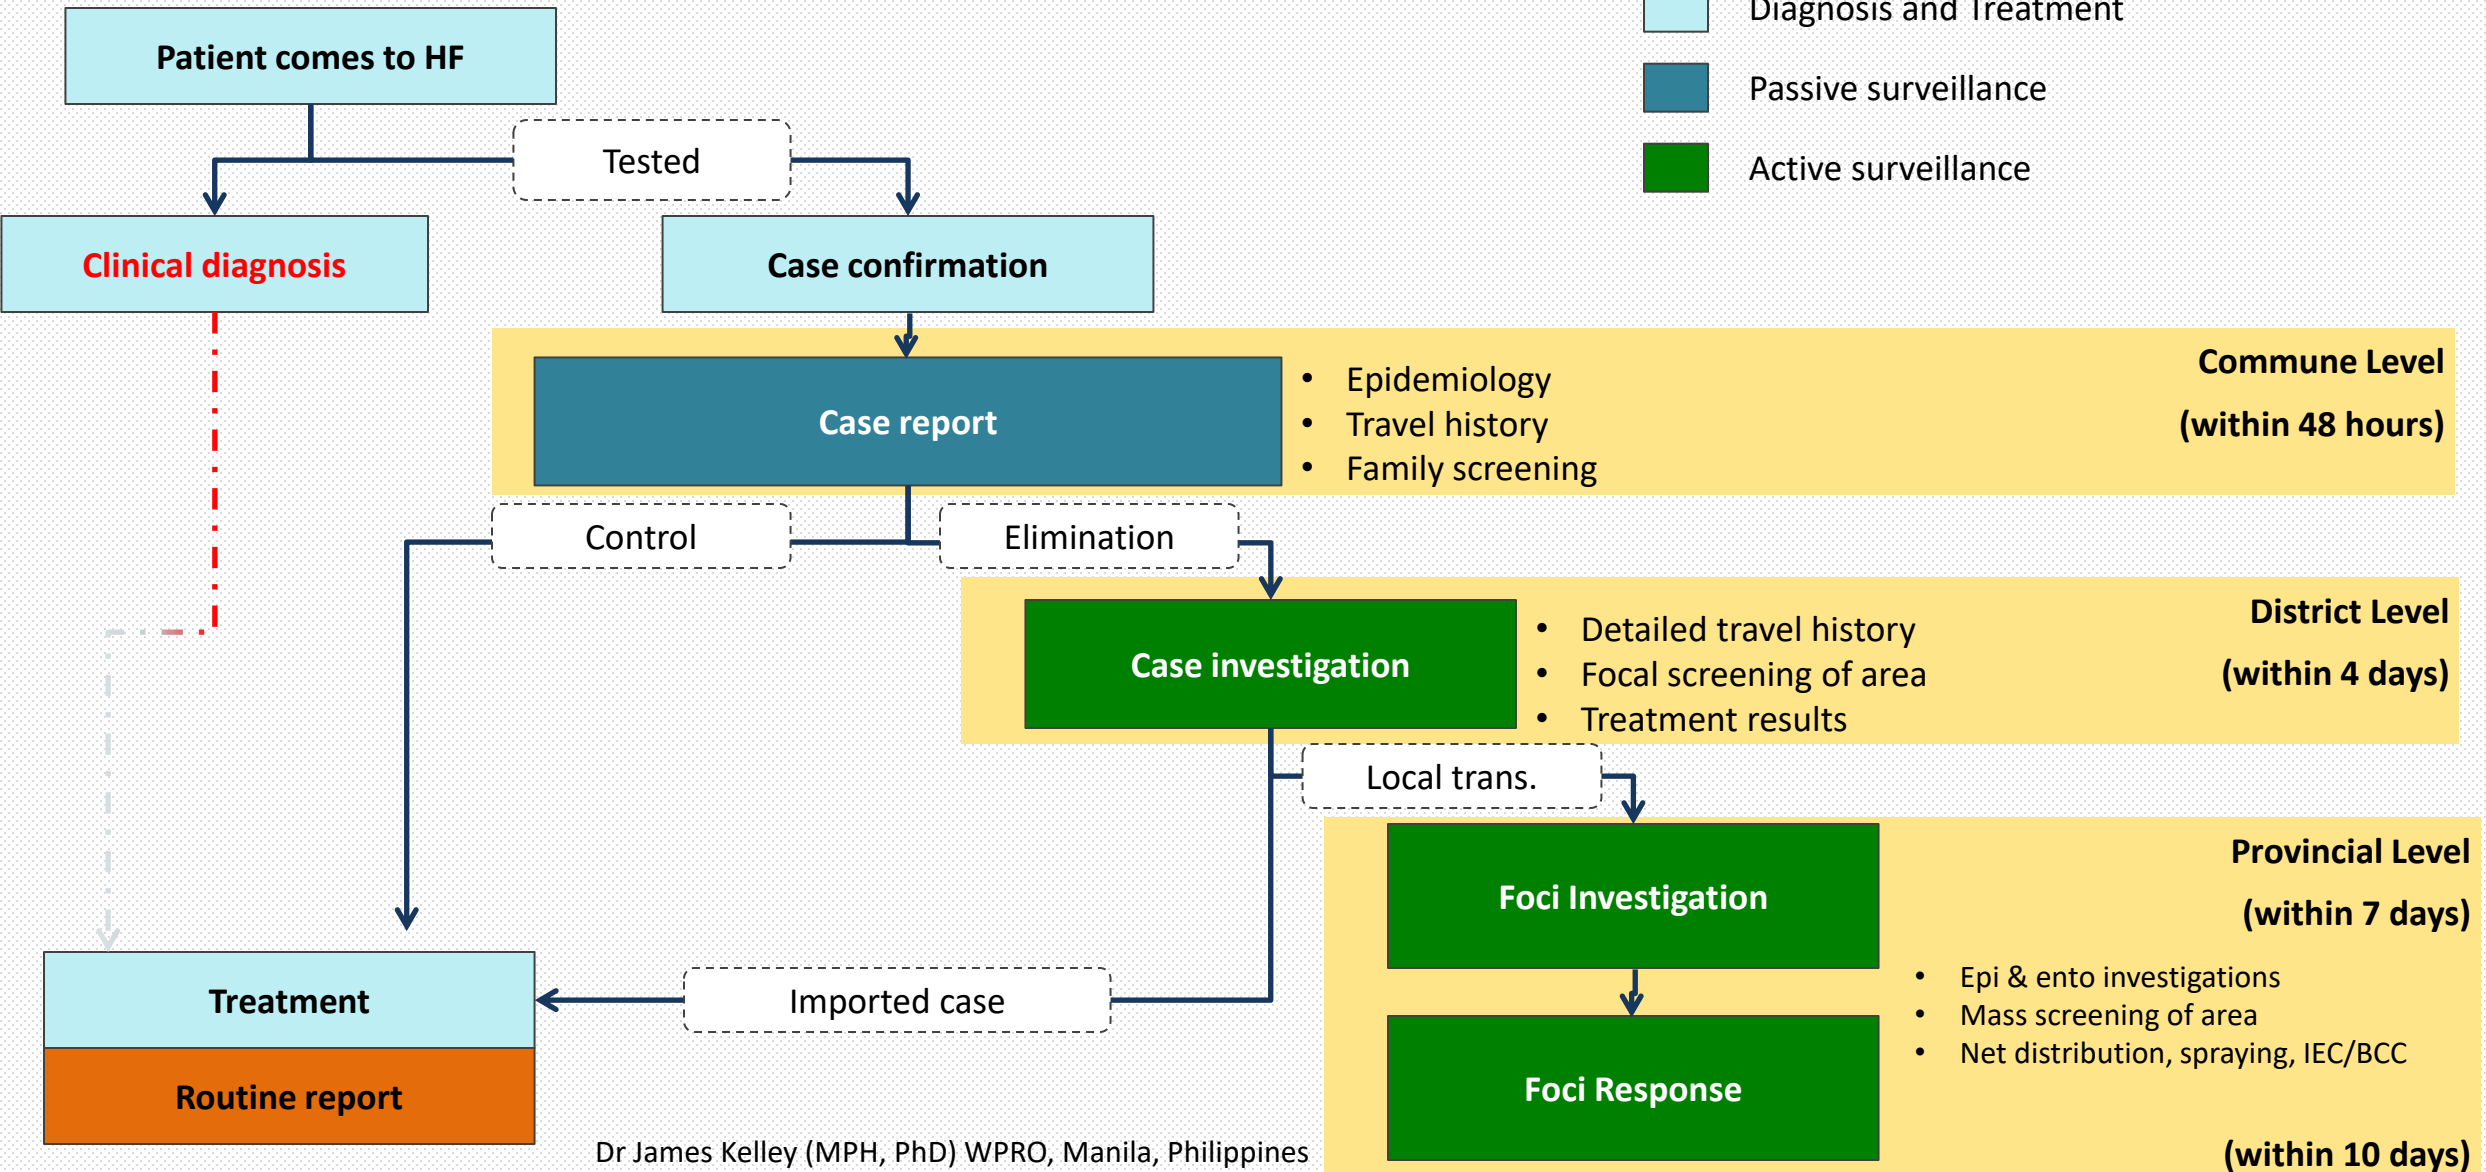 Diagnosis and Treatment
Passive surveillance
Active surveillance
Patient comes to HF
Tested
Clinical diagnosis
Case confirmation
Case report
• Epidemiology
• Travel history
• Family screening
Commune Level
(within 48 hours)
Control
Elimination
Case investigation
• Detailed travel history
• Focal screening of area
• Treatment results
District Level
(within 4 days)
Local trans.
Foci Investigation
Provincial Level
(within 7 days)
• Epi & ento investigations
• Mass screening of area
• Net distribution, spraying, IEC/BCC
Foci Response
(within 10 days)
Imported case
Treatment
Routine report
Dr James Kelley (MPH, PhD) WPRO, Manila, Philippines